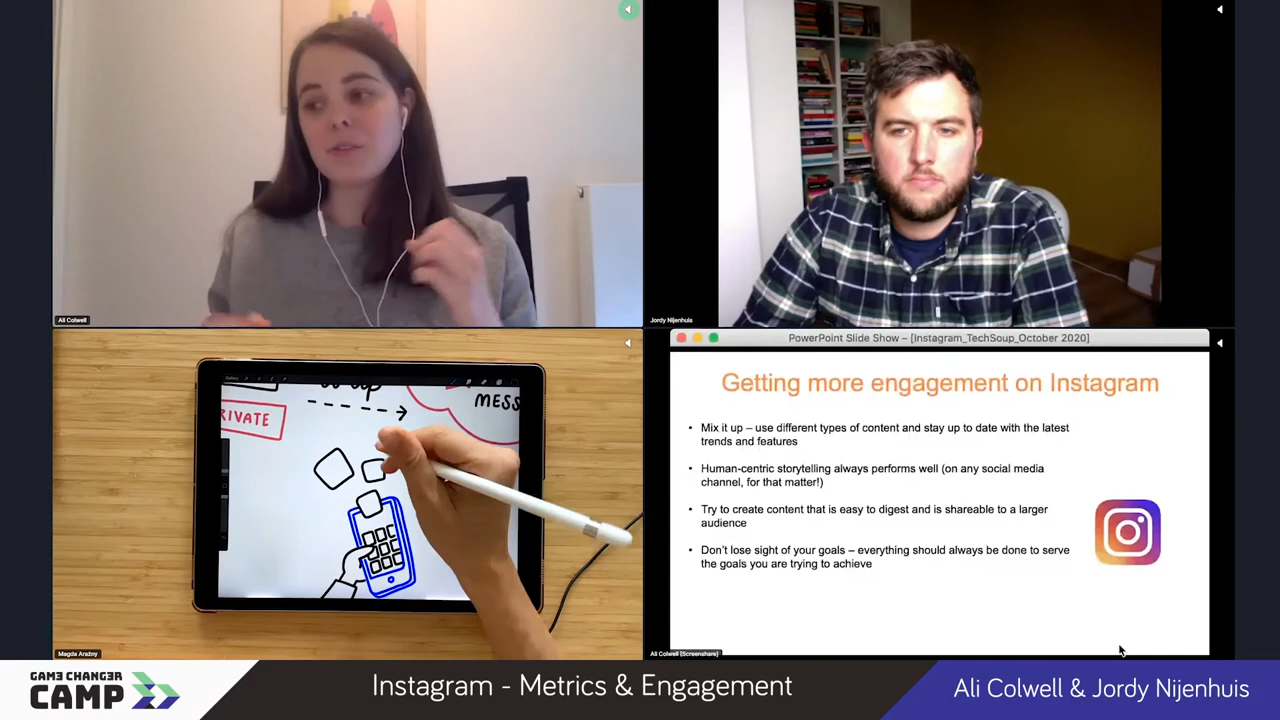 Ali Colwell
Jordy Nijenhuis
RIVATE
MESS
Magda Arażny
PowerPoint Slide Show – [Instagram_TechSoup_October 2020]
Getting more engagement on Instagram
• Mix it up – use different types of content and stay up to date with the latest
trends and features
• Human-centric storytelling always performs well (on any social media
channel, for that matter!)
• Try to create content that is easy to digest and is shareable to a larger
audience
• Don't lose sight of your goals – everything should always be done to serve
the goals you are trying to achieve
Ali Colwell [Screenshare]
GAME CHANGER
CAMP
Instagram - Metrics & Engagement
Ali Colwell & Jordy Nijenhuis